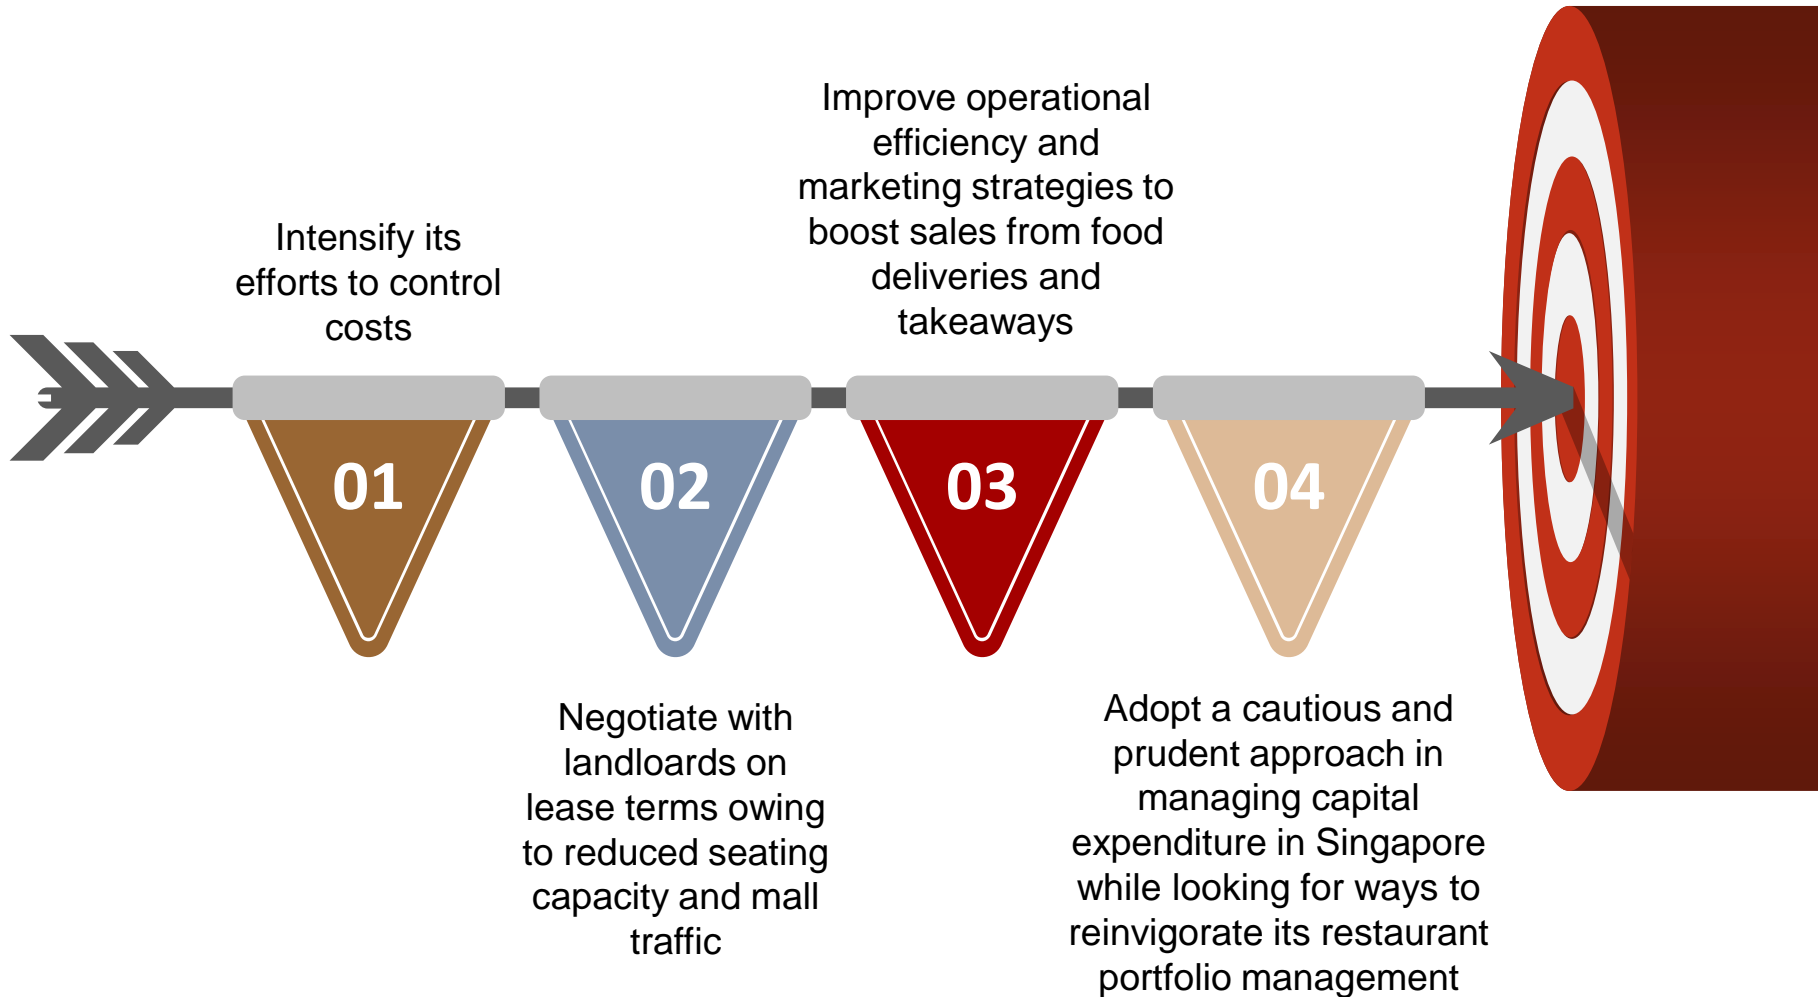 Intensify its
efforts to control
costs
01
Negotiate with
landloards on
lease terms owing
to reduced seating
capacity and mall
traffic
02
Improve operational
efficiency and
marketing strategies to
boost sales from food
deliveries and
takeaways
03
04
Adopt a cautious and
prudent approach in
managing capital
expenditure in Singapore
while looking for ways to
reinvigorate its restaurant
portfolio management